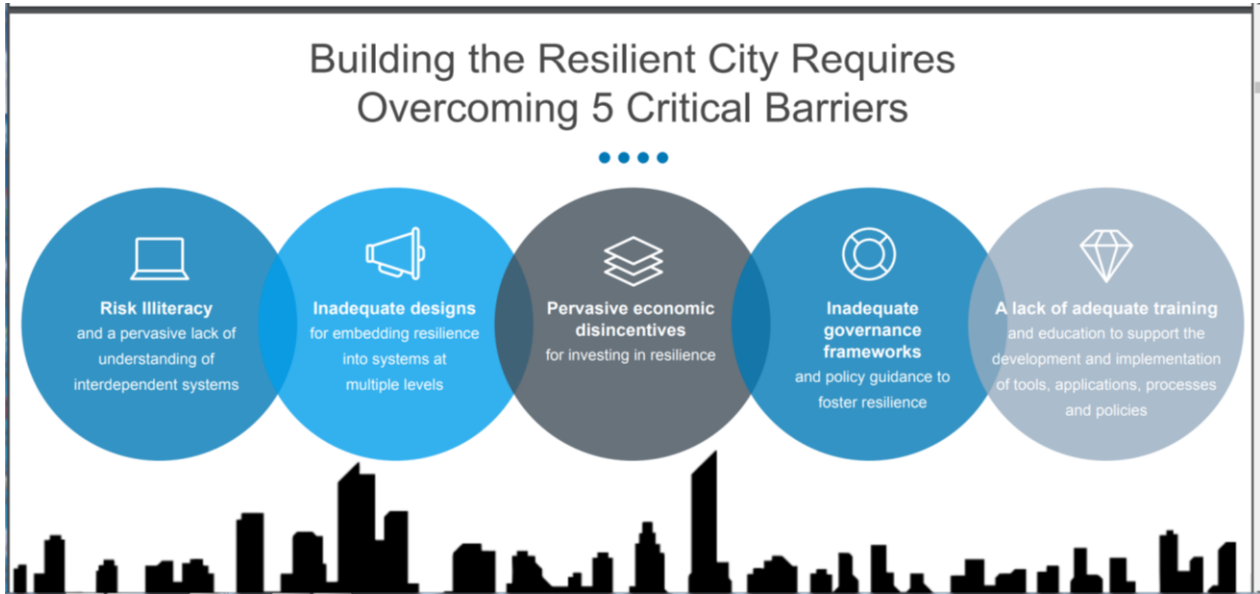 Building the Resilient City Requires
Overcoming 5 Critical Barriers
Risk Illiteracy
and a pervasive lack of
understanding of
interdependent systems
Inadequate designs
for embedding resilience
into systems at
multiple levels
Pervasive economic
disincentives
for investing in resilience
Inadequate
governance
frameworks
and policy guidance to
foster resilience
A lack of adequate training
and education to support the
development and implementation
of tools, applications, processes
and policies